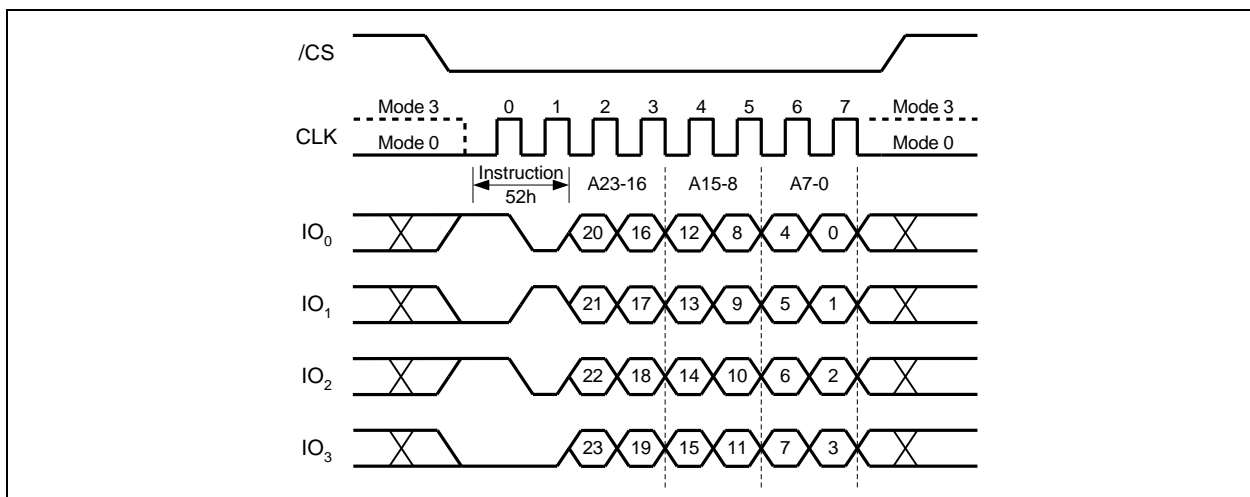 /CS
Mode 3 0 1 2 3 4 5 6 7 Mode 3
CLK
Mode 0 Mode 0
Instruction A23-16 A15-8 A7-0
52h
IO0 20 16 12 8 4 0
IO1 21 17 13 9 5 1
IO2 22 18 14 10 6 2
IO3 23 19 15 11 7 3